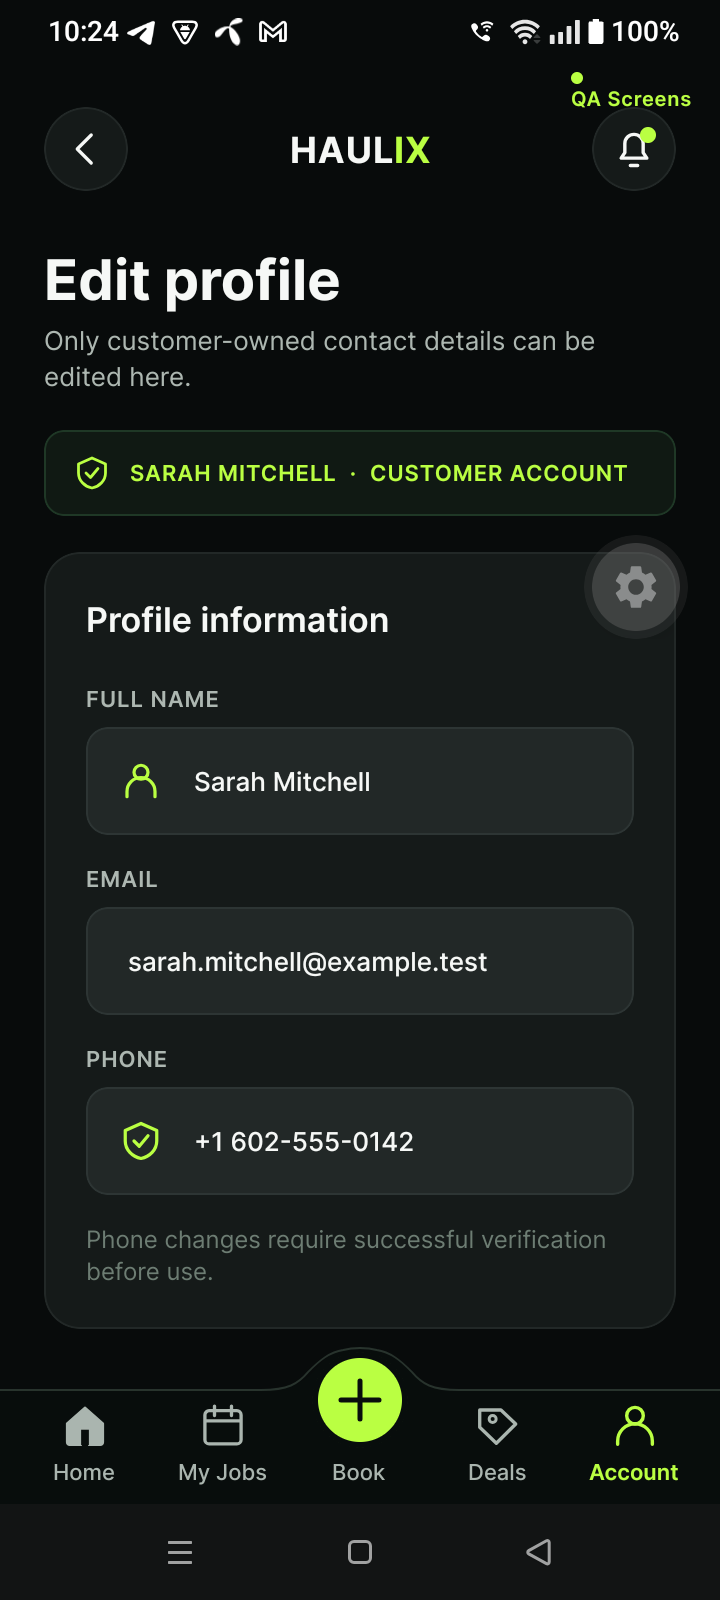 10:24
100%
QA Screens
HAULIX
Edit profile
Only customer-owned contact details can be
edited here.
SARAH MITCHELL · CUSTOMER ACCOUNT
Profile information
FULL NAME
Sarah Mitchell
EMAIL
sarah.mitchell@example.test
PHONE
+1 602-555-0142
Phone changes require successful verification
before use.
Home
My Jobs
Book
Deals
Account